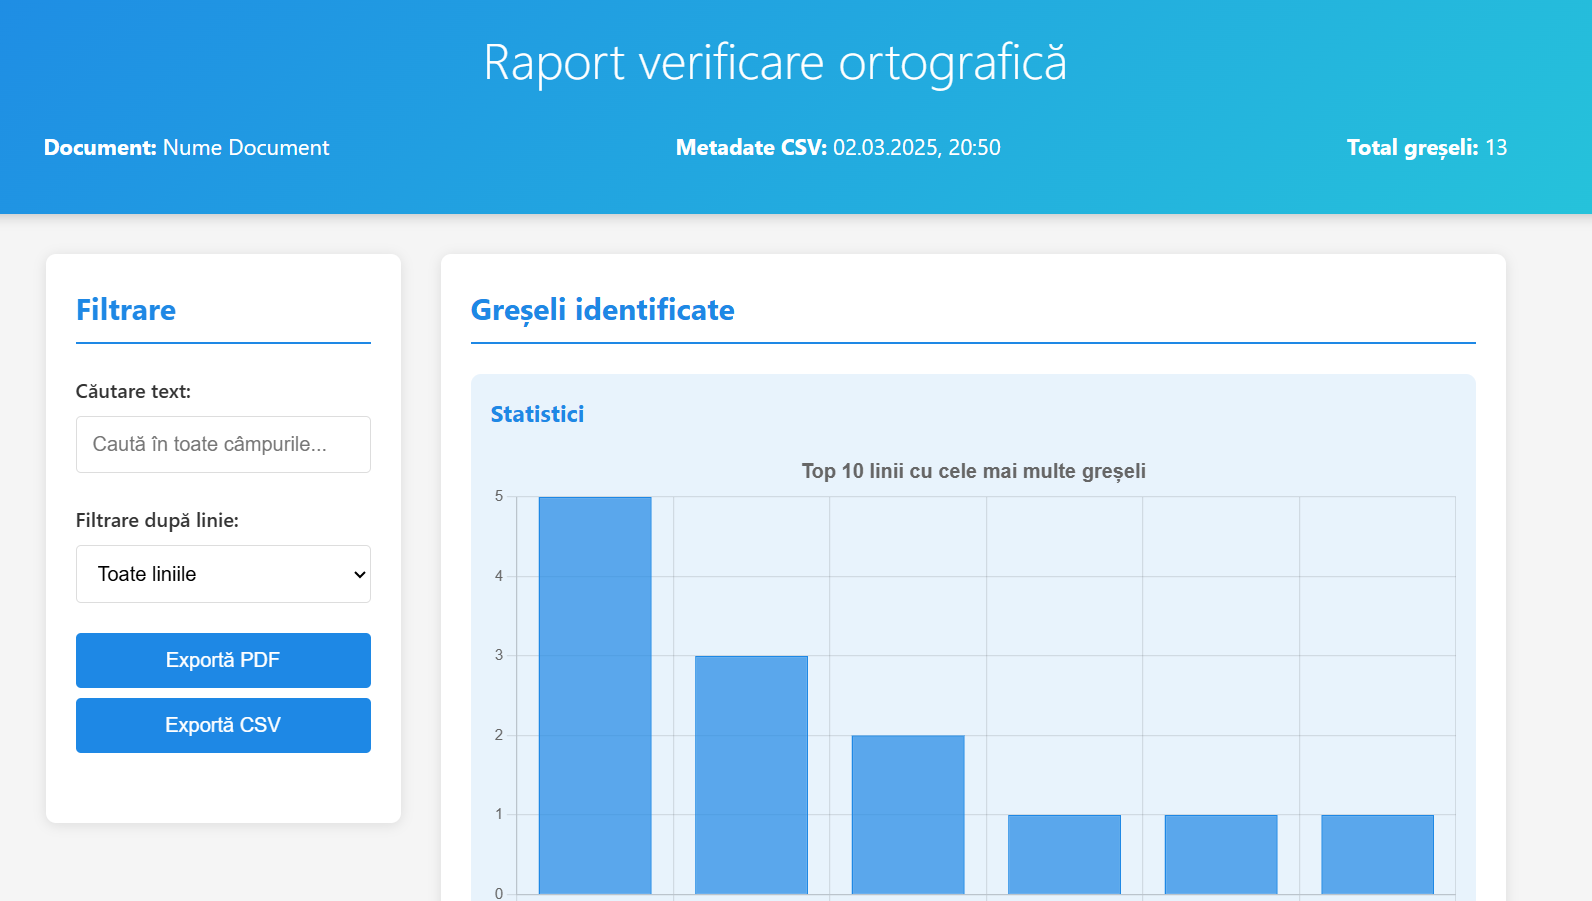 Raport verificare ortografică
Document: Nume Document
Metadate CSV: 02.03.2025, 20:50
Total greșeli: 13
Filtrare
Căutare text:
Caută în toate câmpurile...
Filtrare după linie:
Toate liniile
Exportă PDF
Exportă CSV
Greșeli identificate
Statistici
Top 10 linii cu cele mai multe greșeli
5
4
3
2
1
0